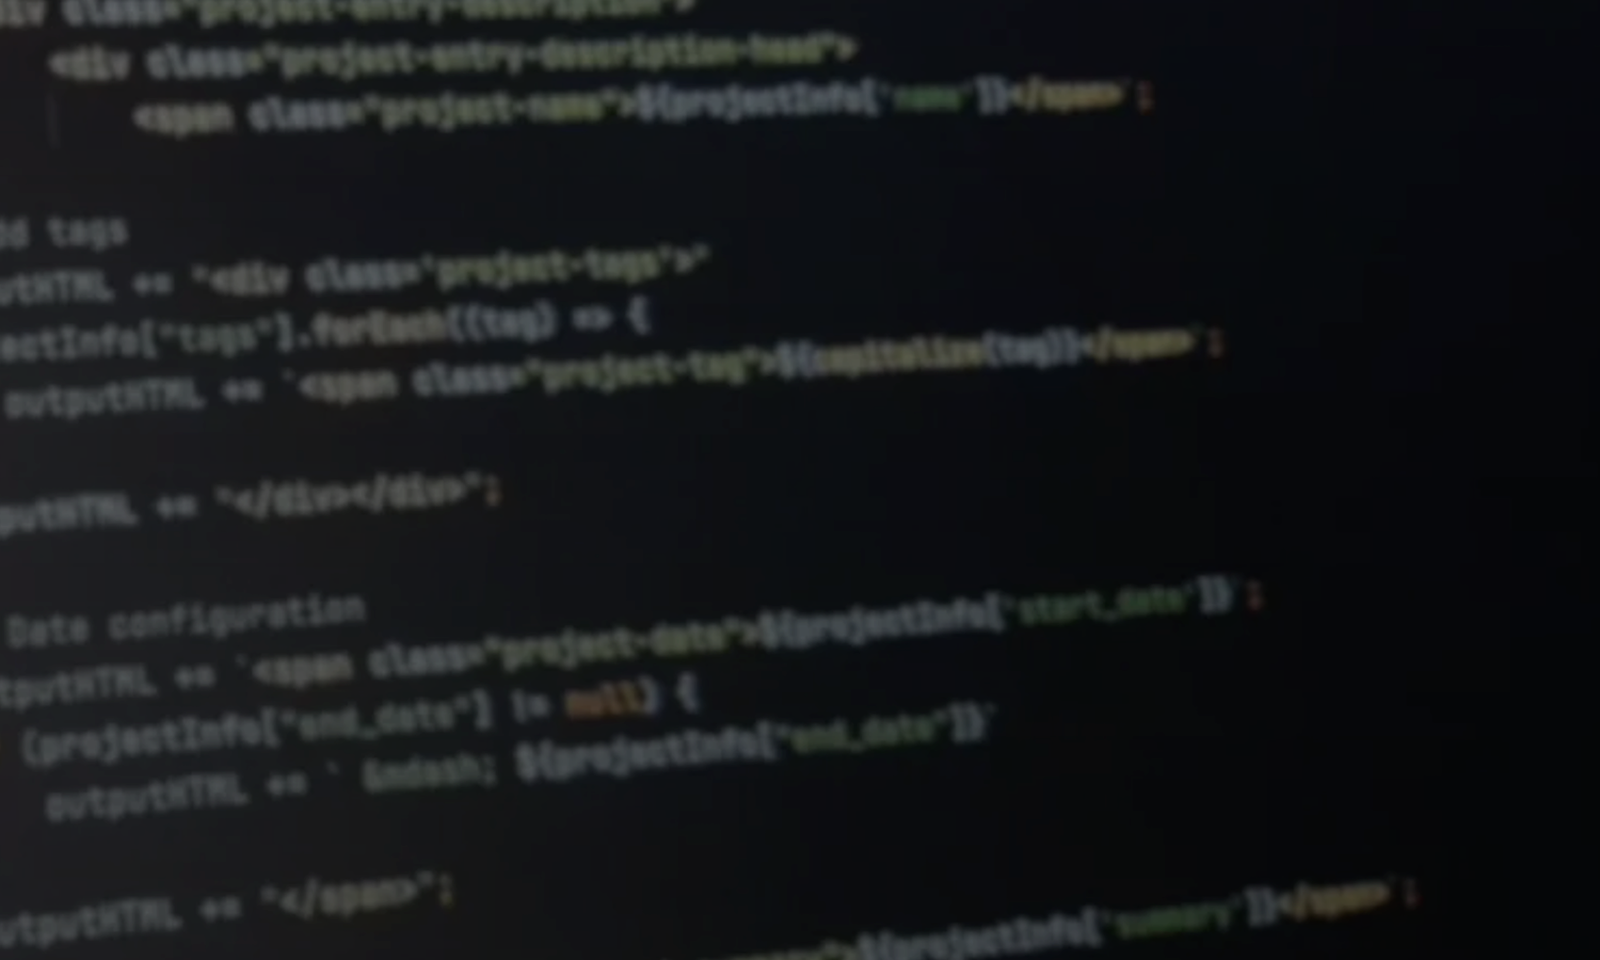 <div class="project-entry-description">
<div class="project-entry-description-head">
<span class="project-name">${projectInfo['name']}</span>`;
dd tags
utHTML += "<div class='project-tags'>"
ectInfo["tags"].forEach((tag) => {
outputHTML += `<span class="project-tag">${capitalize(tag)}</span>`;
putHTML += "</div></div>";
Date configuration
tputHTML += `<span class="project-date">${projectInfo['start_date']}`;
(projectInfo["end_date"] != null) {
outputHTML += ` &ndash; ${projectInfo["end_date"]}`
utputHTML += "</span>";
${projectInfo['summary']}</span>`;